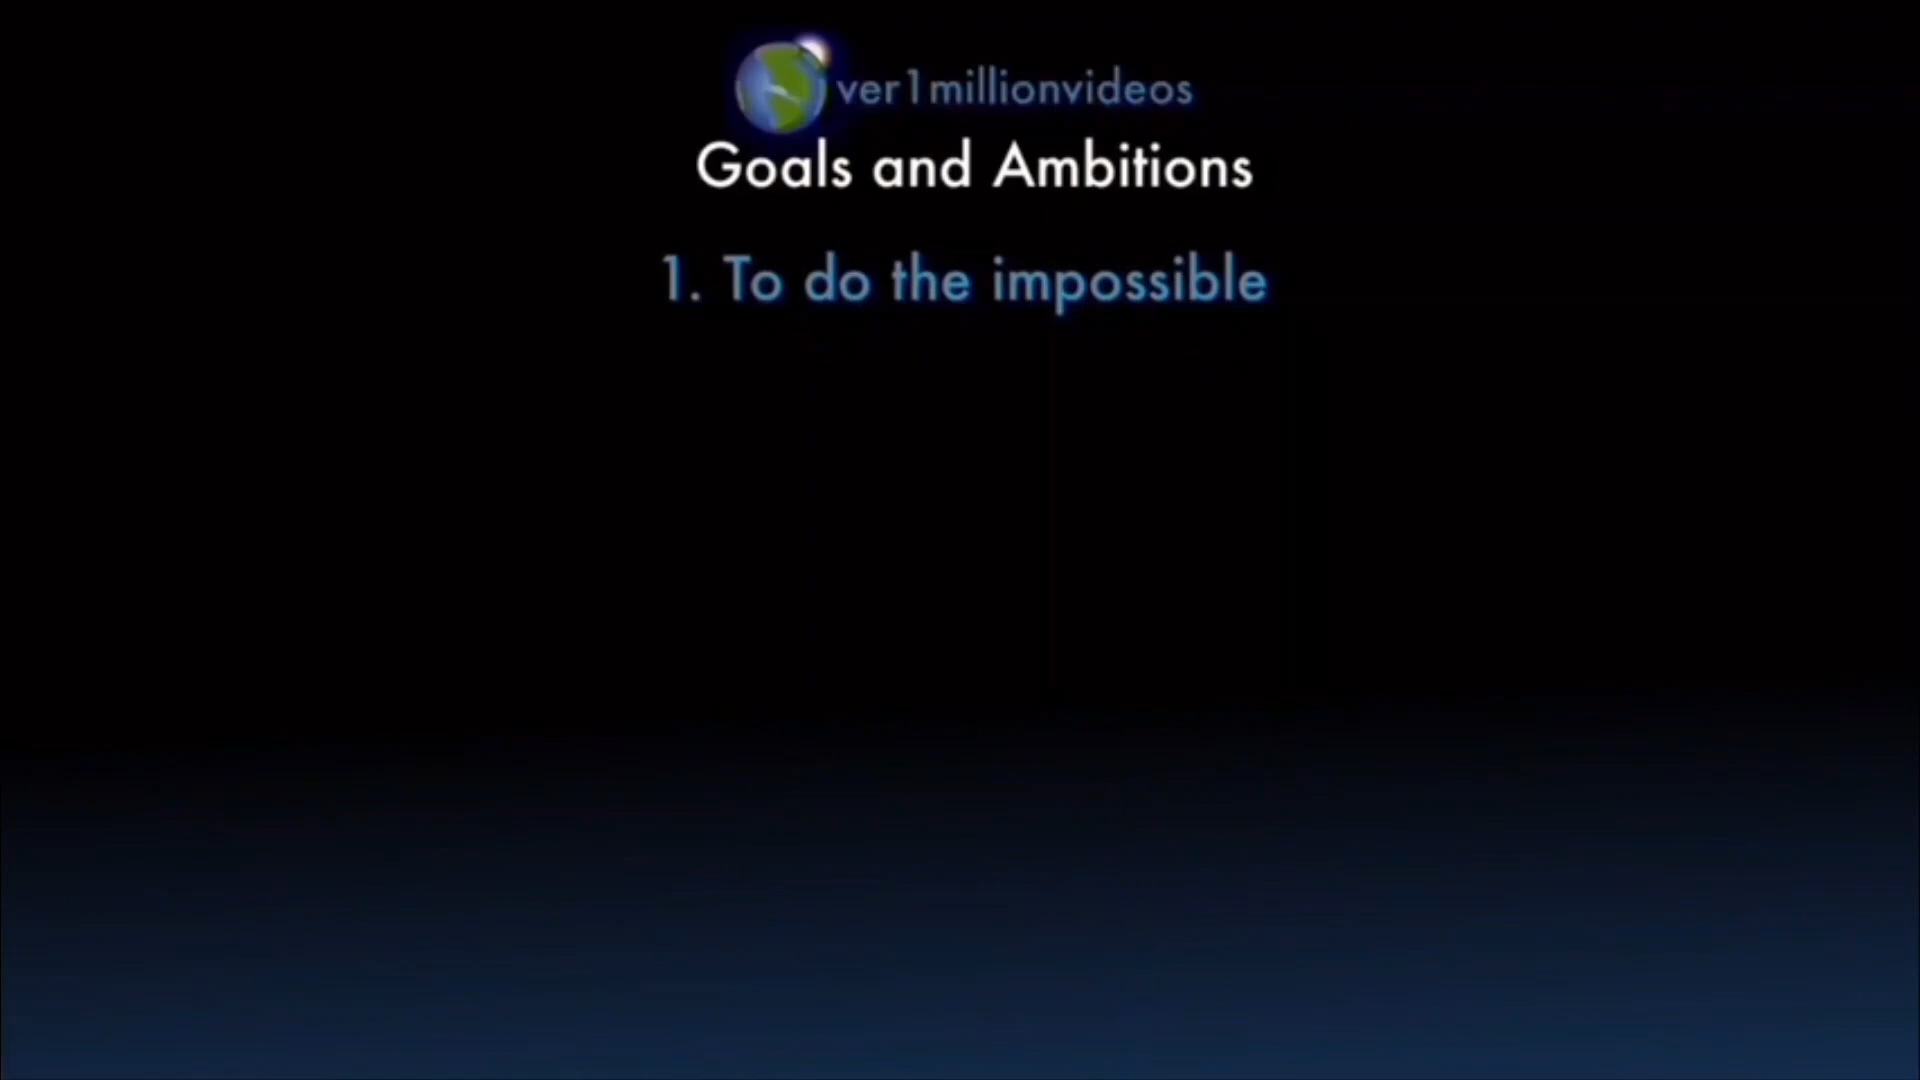 ver1millionvideos
Goals and Ambitions
1. To do the impossible